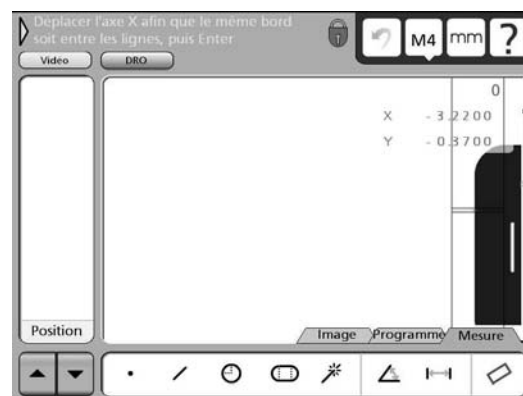 Déplacer l'axe X afin que le même bord
soit entre les lignes, puis Enter
M4 mm ?
Vidéo DRO
0
X - 3.2200
Y - 0.3700
Position
Image Programme Mesure